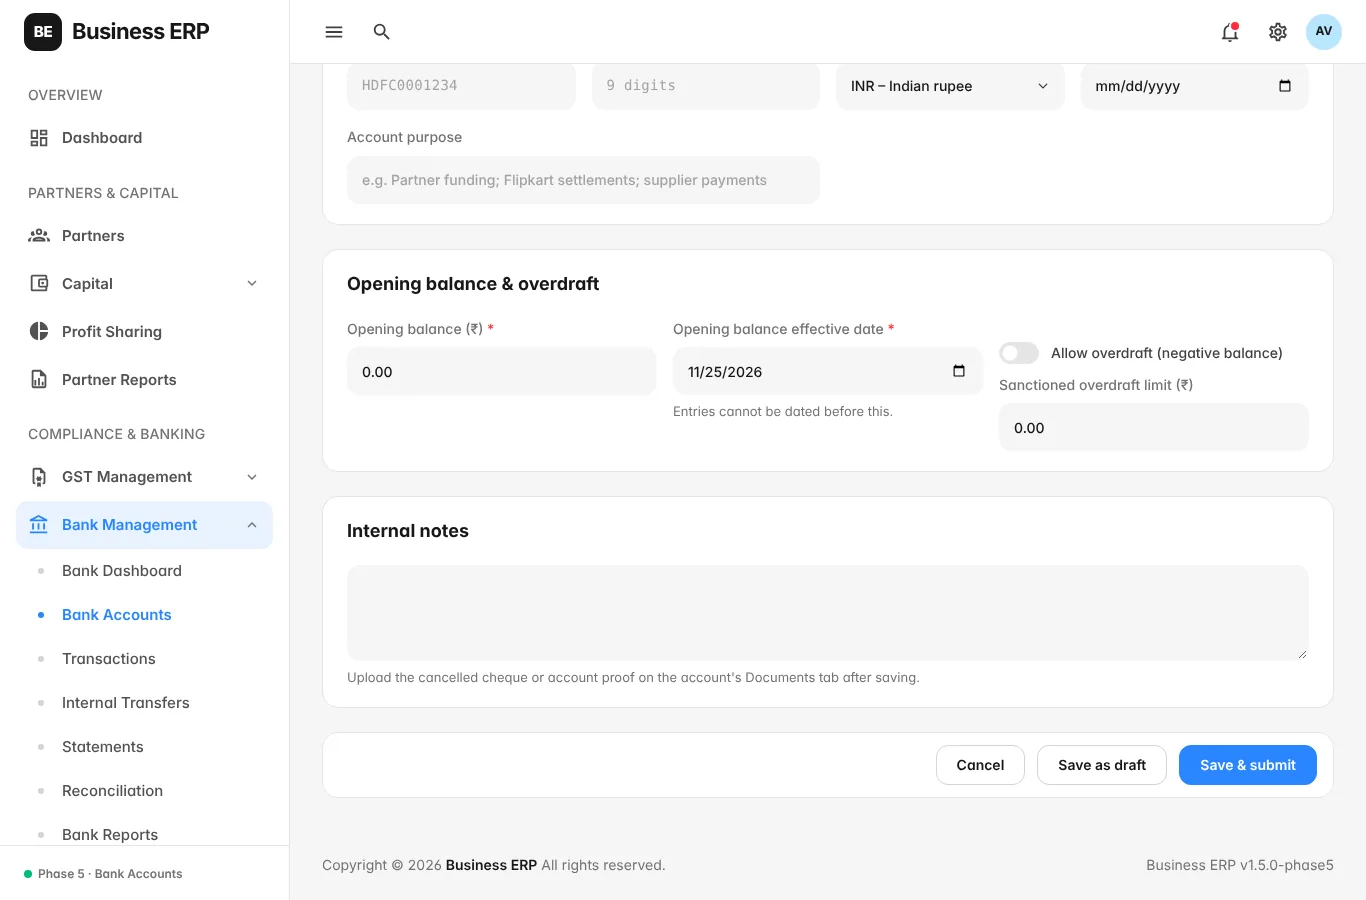 BE Business ERP
AV
OVERVIEW
Dashboard
PARTNERS & CAPITAL
Partners
Capital
Profit Sharing
Partner Reports
COMPLIANCE & BANKING
GST Management
Bank Management
Bank Dashboard
Bank Accounts
Transactions
Internal Transfers
Statements
Reconciliation
Bank Reports
Phase 5 · Bank Accounts
HDFC0001234
9 digits
INR – Indian rupee
mm/dd/yyyy
Account purpose
e.g. Partner funding; Flipkart settlements; supplier payments
Opening balance & overdraft
Opening balance (₹) *
0.00
Opening balance effective date *
11/25/2026
Entries cannot be dated before this.
Allow overdraft (negative balance)
Sanctioned overdraft limit (₹)
0.00
Internal notes
Upload the cancelled cheque or account proof on the account's Documents tab after saving.
Cancel
Save as draft
Save & submit
Copyright © 2026 Business ERP All rights reserved.
Business ERP v1.5.0-phase5